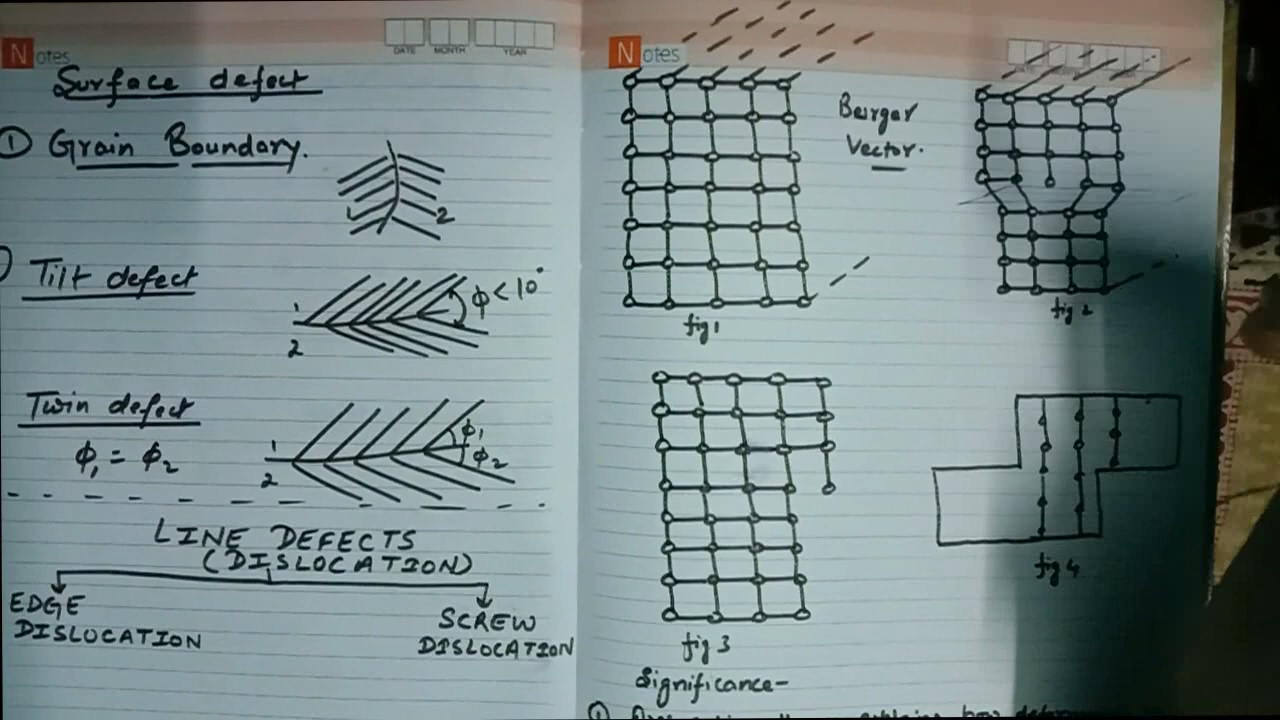 Notes
DATE MONTH YEAR
Surface defect
① Grain Boundary.
1 2
Tilt defect
1
2
ϕ<10°
Twin defect
ϕ₁ = ϕ₂
1
2
ϕ₁
ϕ₂
LINE DEFECTS
(DISLOCATION)
EDGE
DISLOCATION
SCREW
DISLOCATION
Notes
Burger
Vector.
fig 1
fig 2
fig 3
fig 4
Significance-